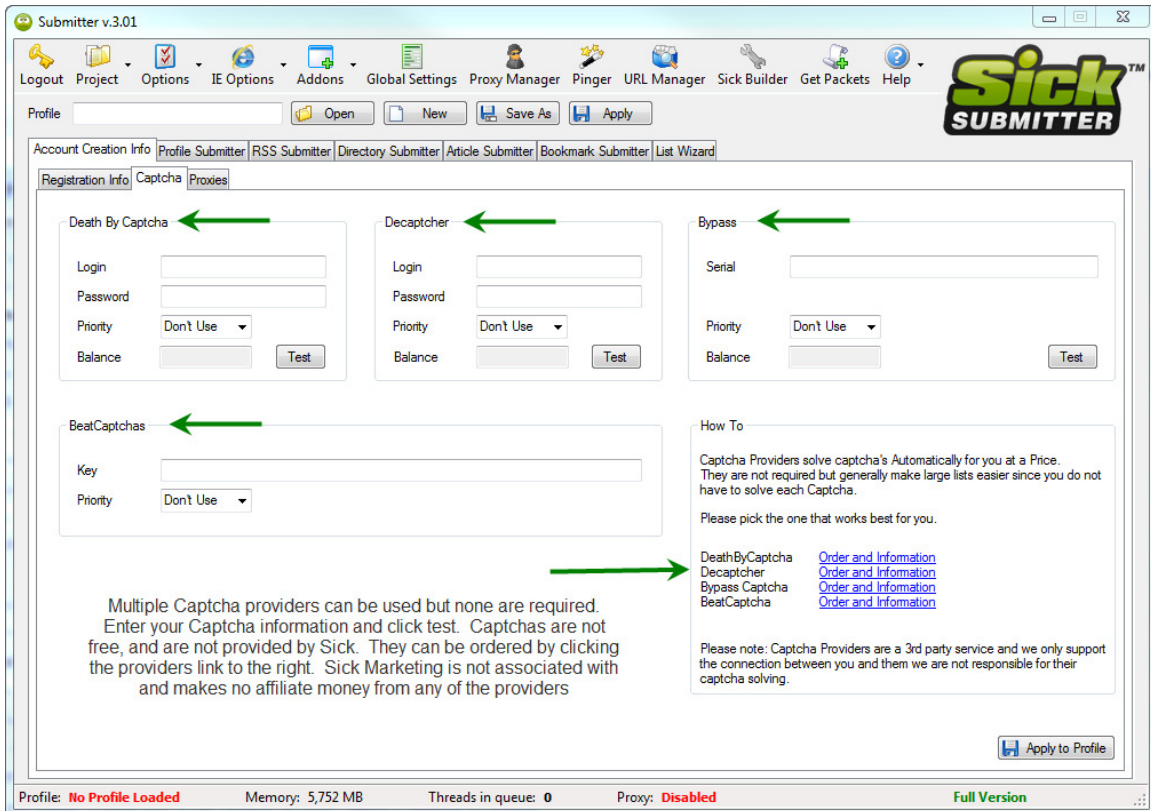 Submitter v.3.01
Logout Project Options IE Options Addons Global Settings Proxy Manager Pinger URL Manager Sick Builder Get Packets Help
Sick TM
SUBMITTER
Profile Open New Save As Apply
Account Creation Info Profile Submitter RSS Submitter Directory Submitter Article Submitter Bookmark Submitter List Wizard
Registration Info Captcha Proxies
Death By Captcha
Login
Password
Priority Don't Use
Balance Test
Decaptcher
Login
Password
Priority Don't Use
Balance Test
Bypass
Serial
Priority Don't Use
Balance Test
BeatCaptchas
Key
Priority Don't Use
How To
Captcha Providers solve captcha's Automatically for you at a Price.
They are not required but generally make large lists easier since you do not
have to solve each Captcha.
Please pick the one that works best for you.
DeathByCaptcha Order and Information
Decaptcher Order and Information
Bypass Captcha Order and Information
BeatCaptcha Order and Information
Please note: Captcha Providers are a 3rd party service and we only support
the connection between you and them we are not responsible for their
captcha solving.
Multiple Captcha providers can be used but none are required.
Enter your Captcha information and click test. Captchas are not
free, and are not provided by Sick. They can be ordered by clicking
the providers link to the right. Sick Marketing is not associated with
and makes no affiliate money from any of the providers
Apply to Profile
Profile: No Profile Loaded Memory: 5,752 MB Threads in queue: 0 Proxy: Disabled Full Version